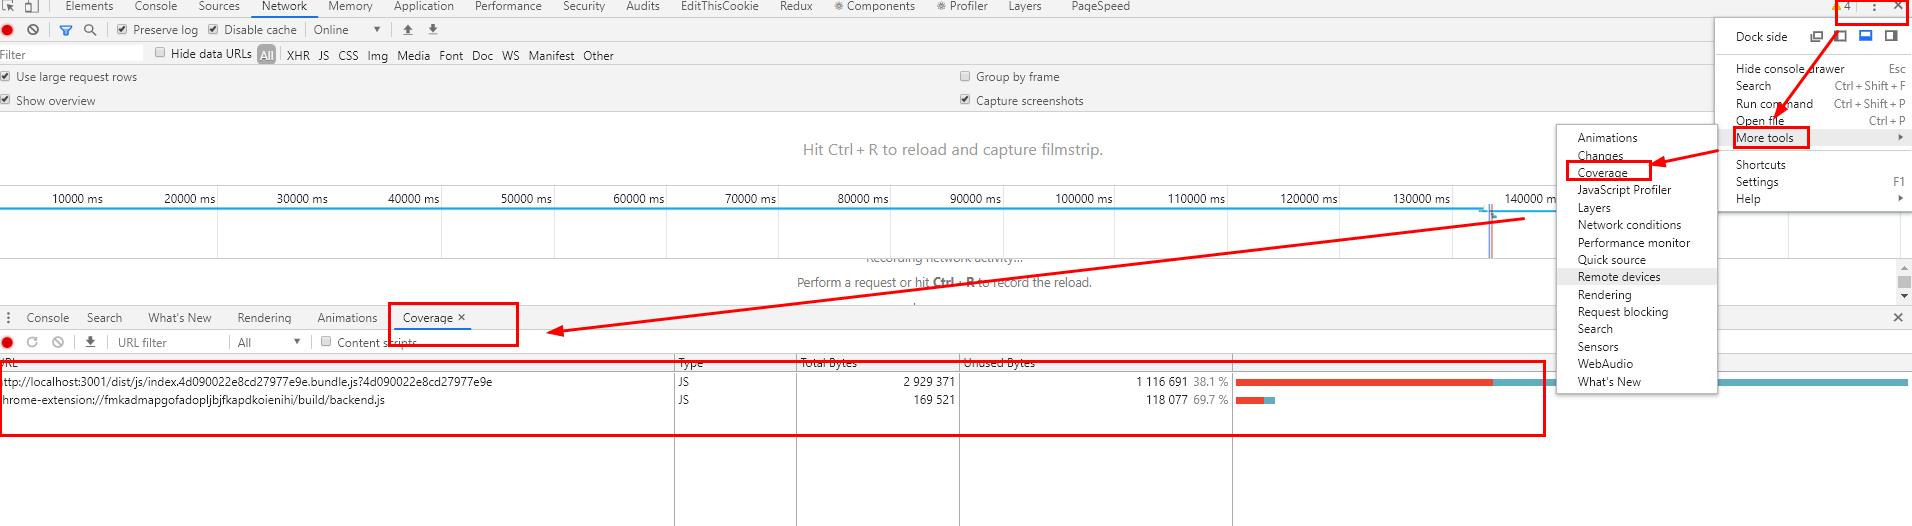 Elements Console Sources Network Memory Application Performance Security Audits EditThisCookie Redux Components Profiler Layers PageSpeed 4
Preserve log Disable cache Online
Filter Hide data URLs All XHR JS CSS Img Media Font Doc WS Manifest Other
Use large request rows Group by frame
Show overview Capture screenshots
Hit Ctrl + R to reload and capture filmstrip.
10000 ms 20000 ms 30000 ms 40000 ms 50000 ms 60000 ms 70000 ms 80000 ms 90000 ms 100000 ms 110000 ms 120000 ms 130000 ms 140000 m
Recording network activity...
Perform a request or hit Ctrl + R to record the reload.
Dock side
Hide console drawer Esc
Search Ctrl + Shift + F
Run command Ctrl + Shift + P
Open file Ctrl + P
More tools
Shortcuts
Settings F1
Help
Animations
Changes
Coverage
JavaScript Profiler
Layers
Network conditions
Performance monitor
Quick source
Remote devices
Rendering
Request blocking
Search
Sensors
WebAudio
What's New
Console Search What's New Rendering Animations Coverage ×
URL filter All Content scripts
URL Type Total Bytes Unused Bytes
ttp://localhost:3001/dist/js/index.4d090022e8cd27977e9e.bundle.js?4d090022e8cd27977e9e JS 2 929 371 1 116 691 38.1 %
hrome-extension://fmkadmapgofadopljbjfkapdkoienihi/build/backend.js JS 169 521 118 077 69.7 %